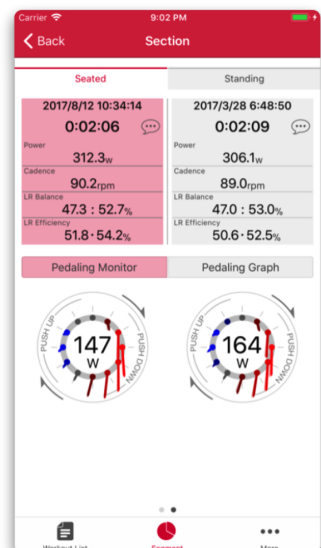 Carrier 9:02 PM
Back Section
Seated Standing
2017/8/12 10:34:14
0:02:06
Power
312.3w
Cadence
90.2rpm
LR Balance
47.3 : 52.7%
LR Efficiency
51.8・54.2%
2017/3/28 6:48:50
0:02:09
Power
306.1w
Cadence
89.0rpm
LR Balance
47.0 : 53.0%
LR Efficiency
50.6・52.5%
Pedaling Monitor Pedaling Graph
PUSH UP
147
W
PUSH DOWN
PUSH UP
164
W
PUSH DOWN
Workout List Segment More